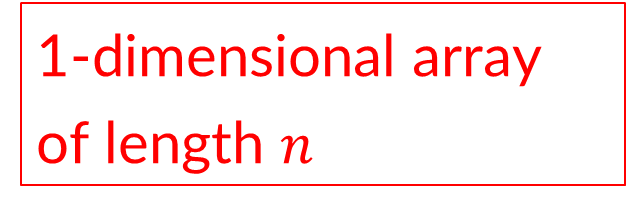 1-dimensional array
of length n